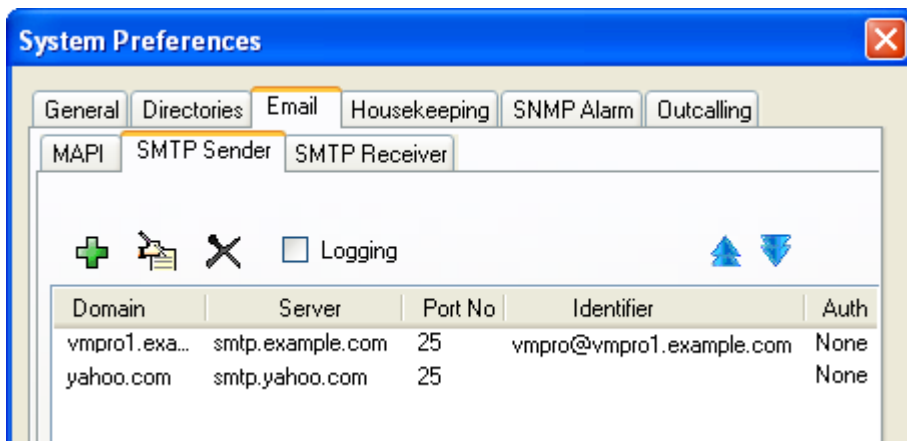 System Preferences
General Directories Email Housekeeping SNMP Alarm Outcalling
MAPI SMTP Sender SMTP Receiver
Logging
Domain Server Port No Identifier Auth
vmpro1.exa... smtp.example.com 25 vmpro@vmpro1.example.com None
yahoo.com smtp.yahoo.com 25 None